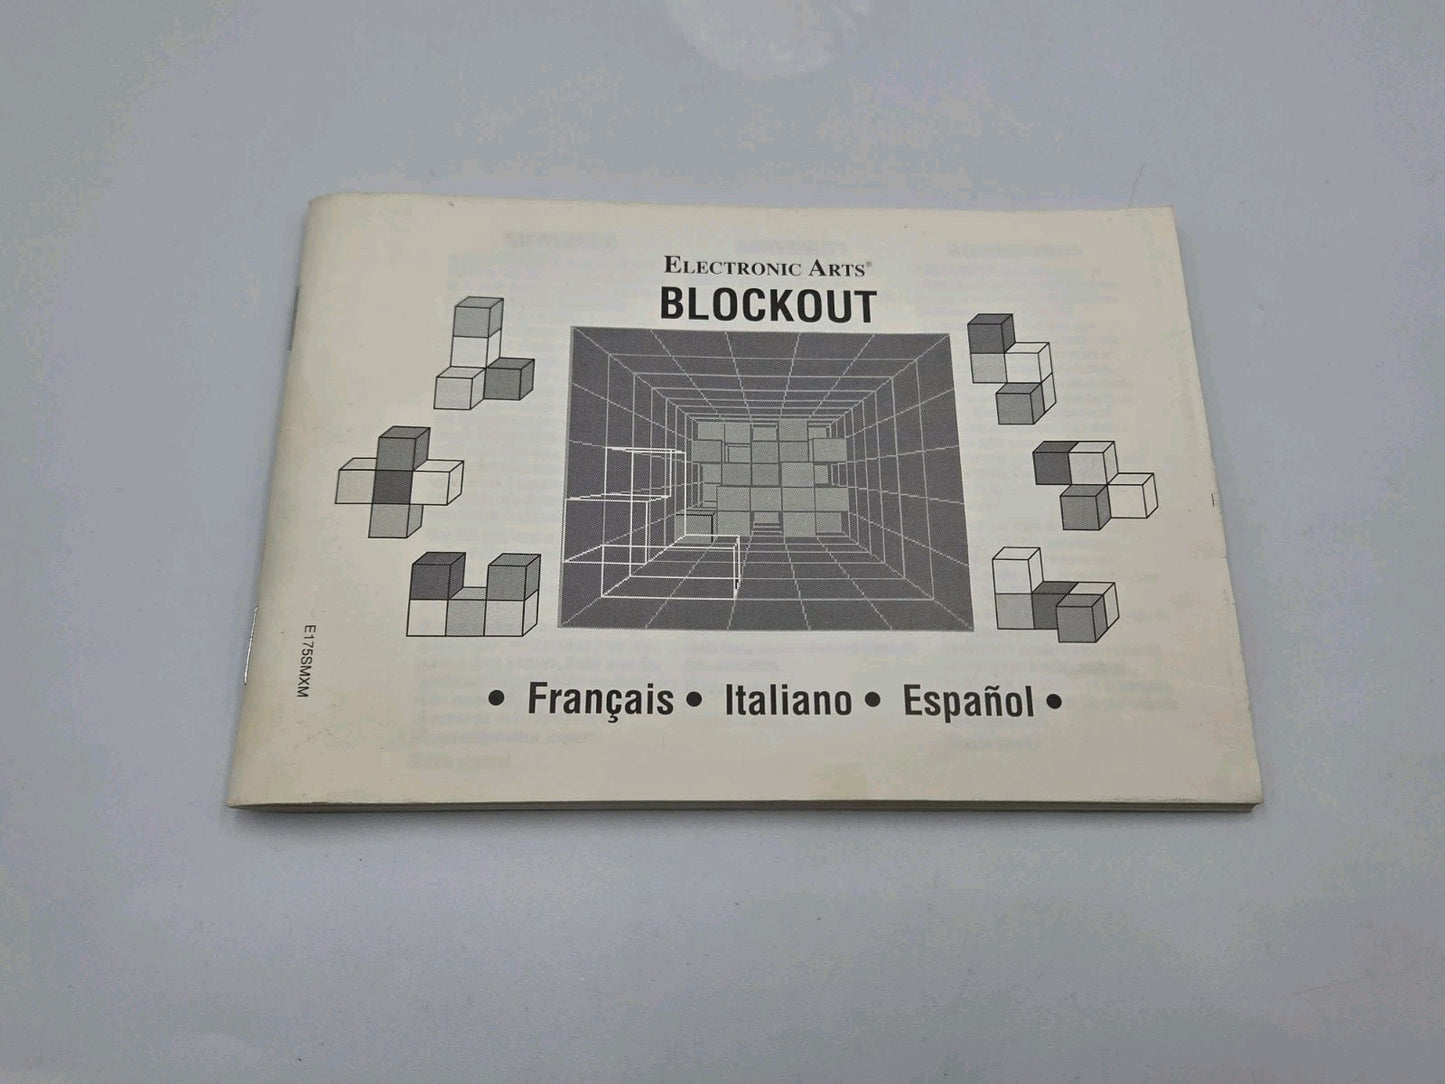 ELECTRONIC ARTS®
BLOCKOUT
E175SMXM
• Français • Italiano • Español •